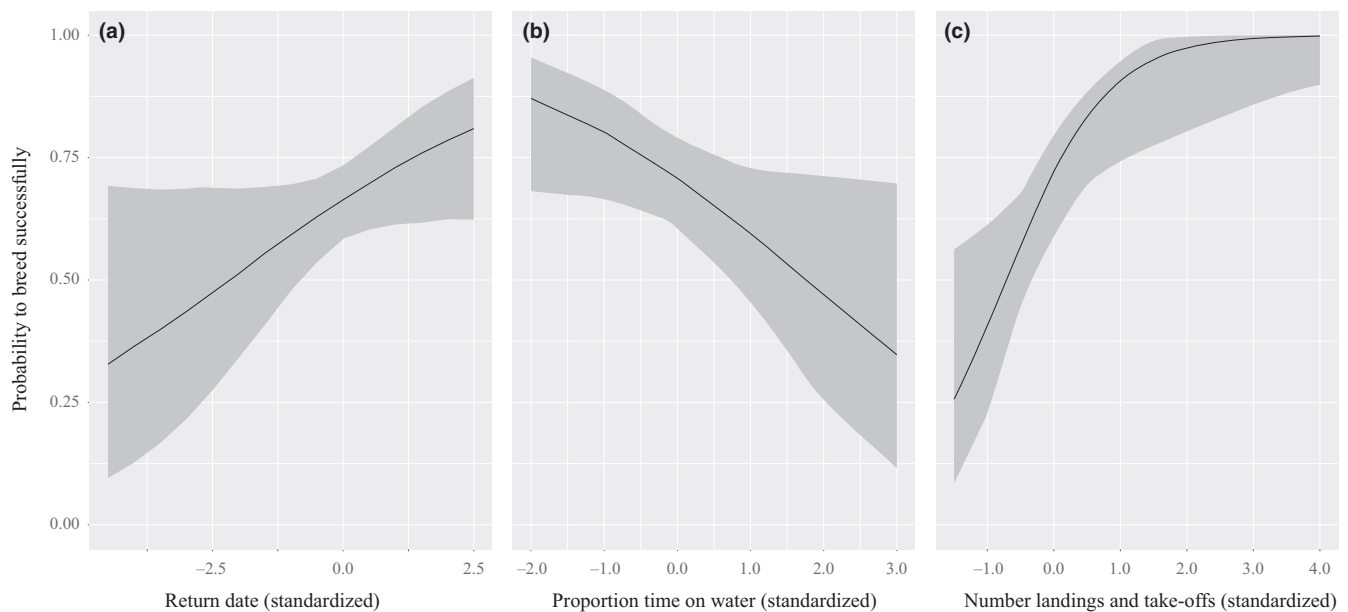 (a)
(b)
(c)
Probability to breed successfully
1.00
0.75
0.50
0.25
0.00
–2.5 0.0 2.5
–2.0 –1.0 0.0 1.0 2.0 3.0
–1.0 0.0 1.0 2.0 3.0 4.0
Return date (standardized)
Proportion time on water (standardized)
Number landings and take-offs (standardized)